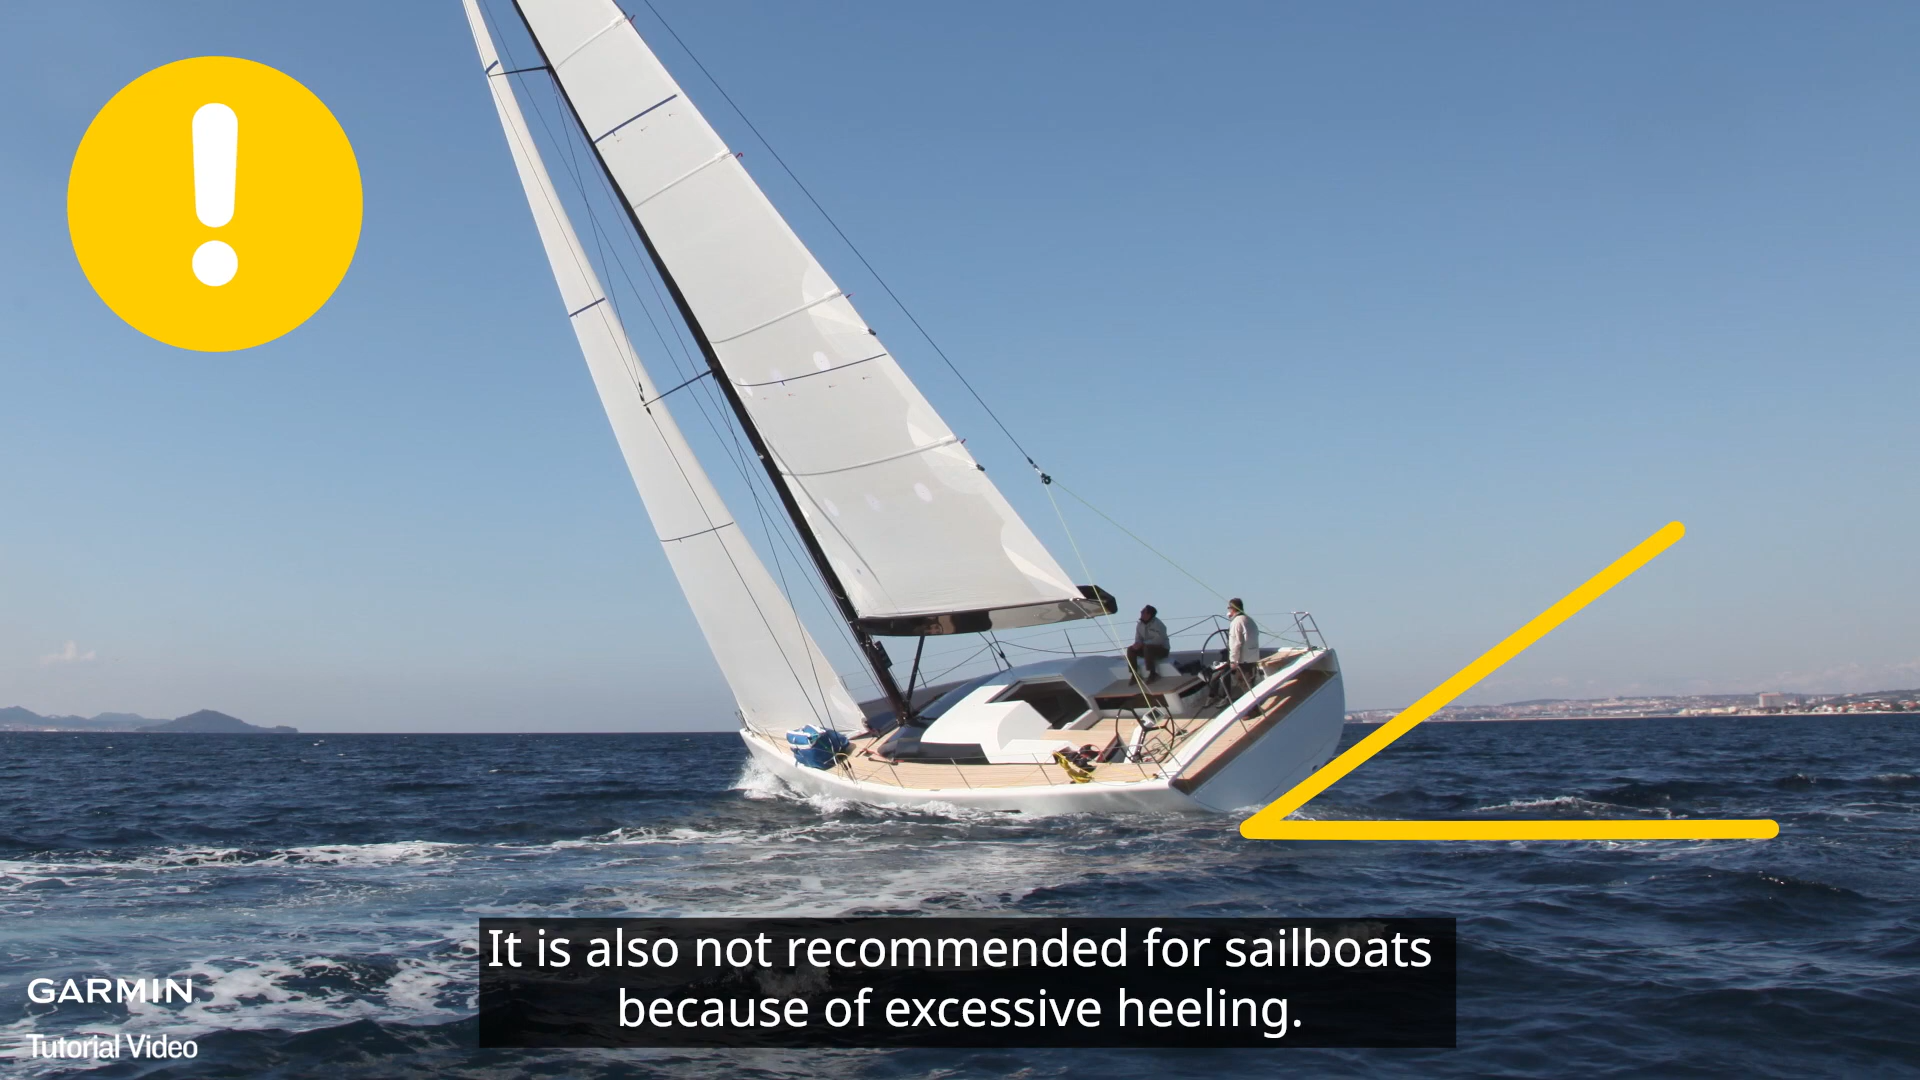 It is also not recommended for sailboats
because of excessive heeling.
GARMIN
Tutorial Video